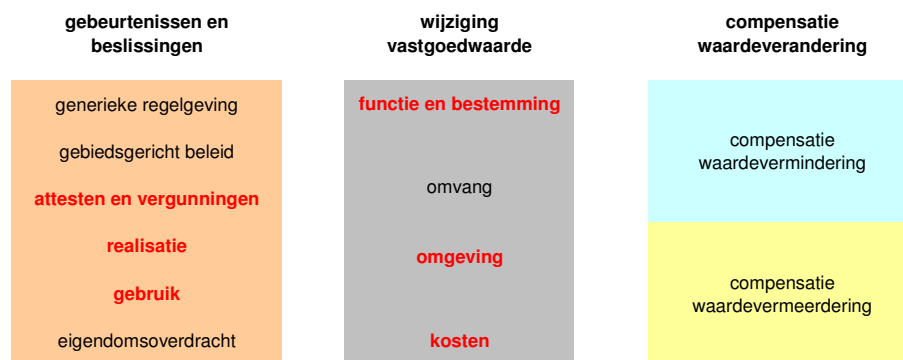 gebeurtenissen en
beslissingen
generieke regelgeving
gebiedsgericht beleid
attesten en vergunningen
realisatie
gebruik
eigendomsoverdracht
wijziging
vastgoedwaarde
functie en bestemming
omvang
omgeving
kosten
compensatie
waardeverandering
compensatie
waardevermindering
compensatie
waardevermeerdering